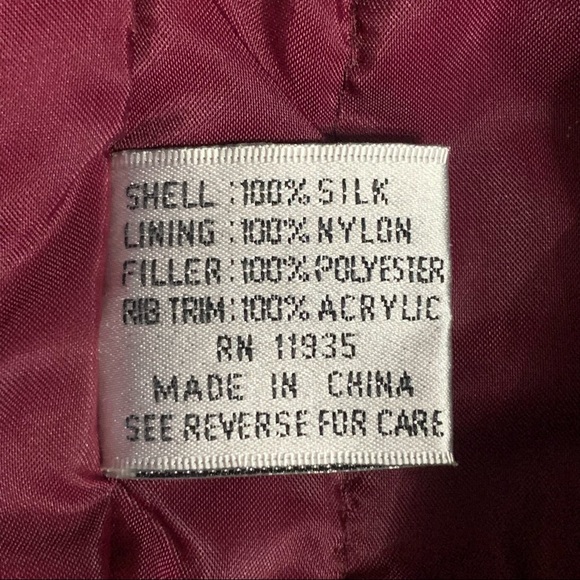 SHELL :100% SILK
LINING :100% NYLON
FILLER:100% POLYESTER
RIB TRIM:100% ACRYLIC
RN 11935
MADE IN CHINA
SEE REVERSE FOR CARE